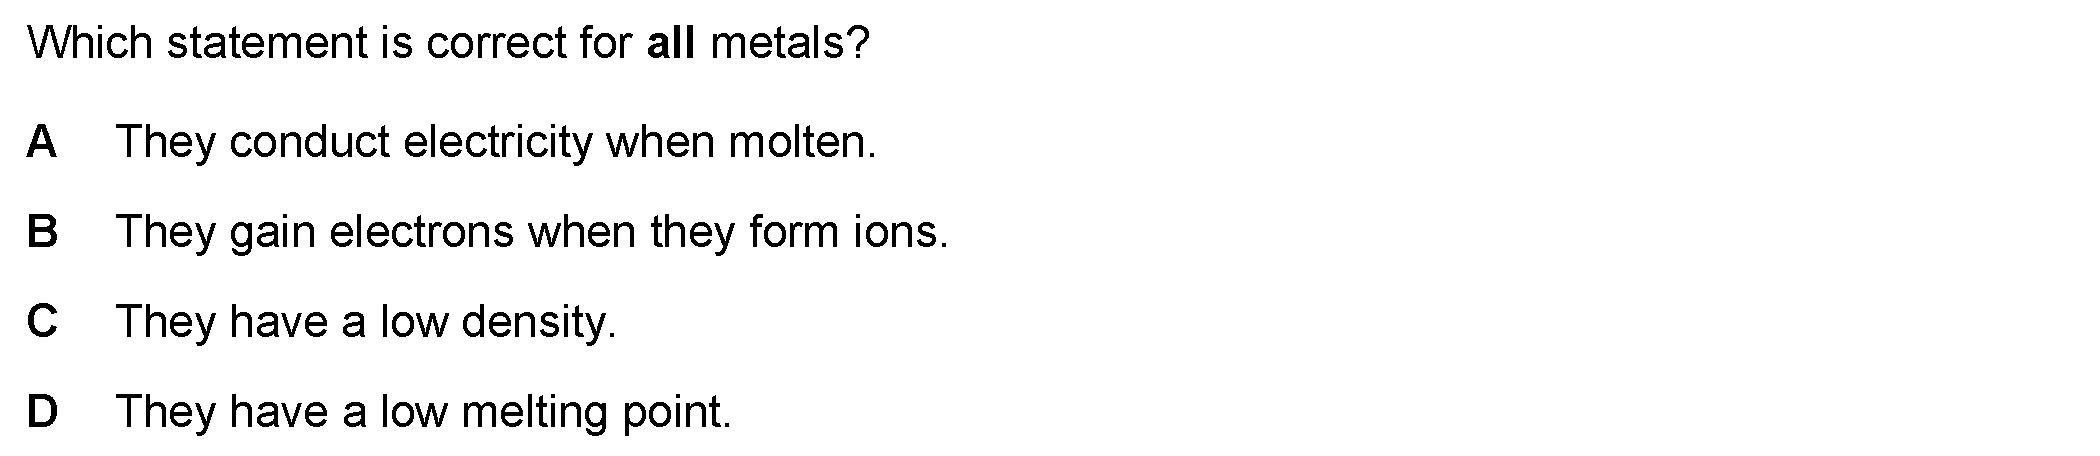 Which statement is correct for all metals?
A They conduct electricity when molten.
B They gain electrons when they form ions.
C They have a low density.
D They have a low melting point.